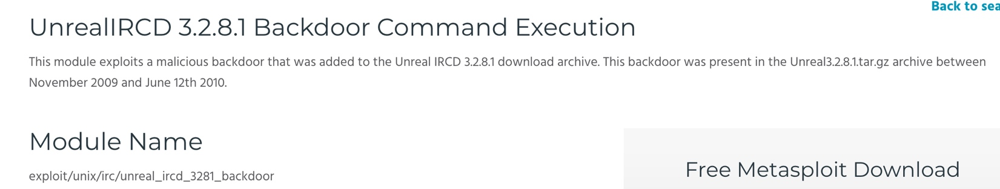 Back to sea
UnrealIRCD 3.2.8.1 Backdoor Command Execution
This module exploits a malicious backdoor that was added to the Unreal IRCD 3.2.8.1 download archive. This backdoor was present in the Unreal3.2.8.1.tar.gz archive between
November 2009 and June 12th 2010.
Module Name
exploit/unix/irc/unreal_ircd_3281_backdoor
Free Metasploit Download